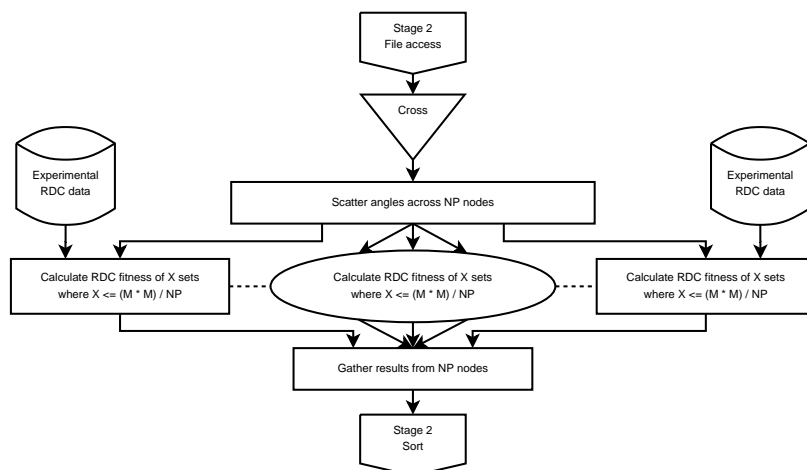 Stage 2
File access
Cross
Experimental
RDC data
Experimental
RDC data
Scatter angles across NP nodes
Calculate RDC fitness of X sets
where X <= (M * M) / NP
Calculate RDC fitness of X sets
where X <= (M * M) / NP
Calculate RDC fitness of X sets
where X <= (M * M) / NP
Gather results from NP nodes
Stage 2
Sort